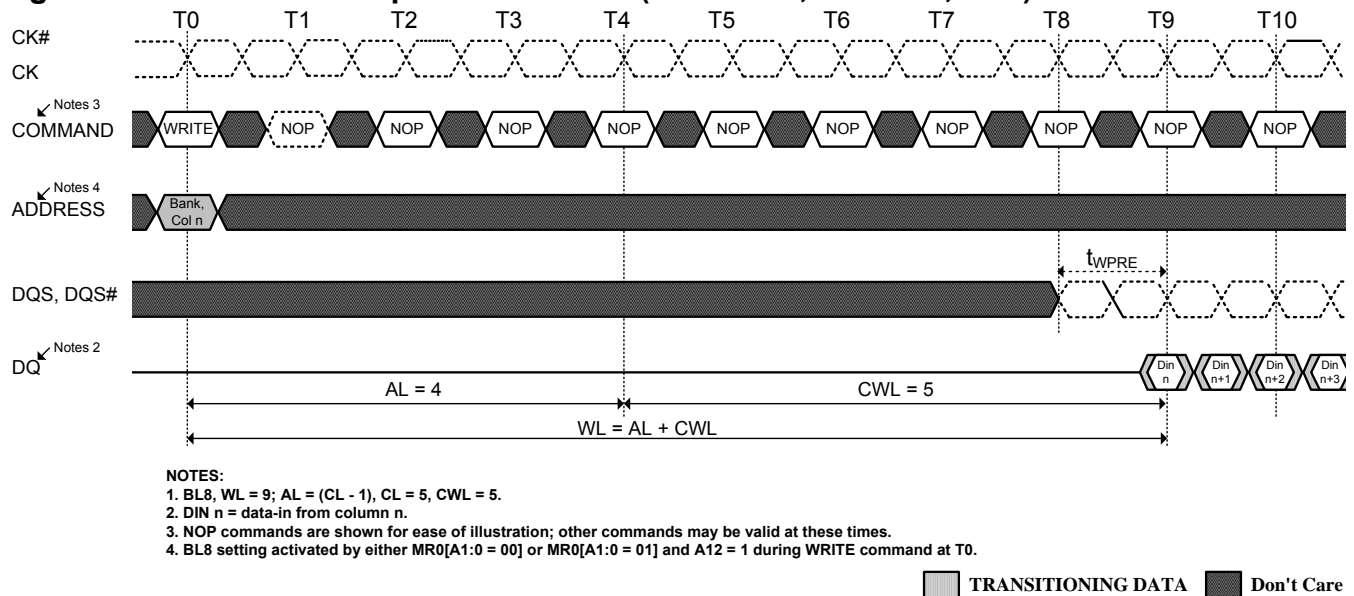 T0 T1 T2 T3 T4 T5 T6 T7 T8 T9 T10
CK#
CK
Notes 3
COMMAND
WRITE NOP NOP NOP NOP NOP NOP NOP NOP NOP NOP
Notes 4
ADDRESS
Bank,
Col n
tWPRE
DQS, DQS#
Notes 2
DQ
Din
n
Din
n+1
Din
n+2
Din
n+3
AL = 4
CWL = 5
WL = AL + CWL
NOTES:
1. BL8, WL = 9; AL = (CL - 1), CL = 5, CWL = 5.
2. DIN n = data-in from column n.
3. NOP commands are shown for ease of illustration; other commands may be valid at these times.
4. BL8 setting activated by either MR0[A1:0 = 00] or MR0[A1:0 = 01] and A12 = 1 during WRITE command at T0.
TRANSITIONING DATA
Don't Care